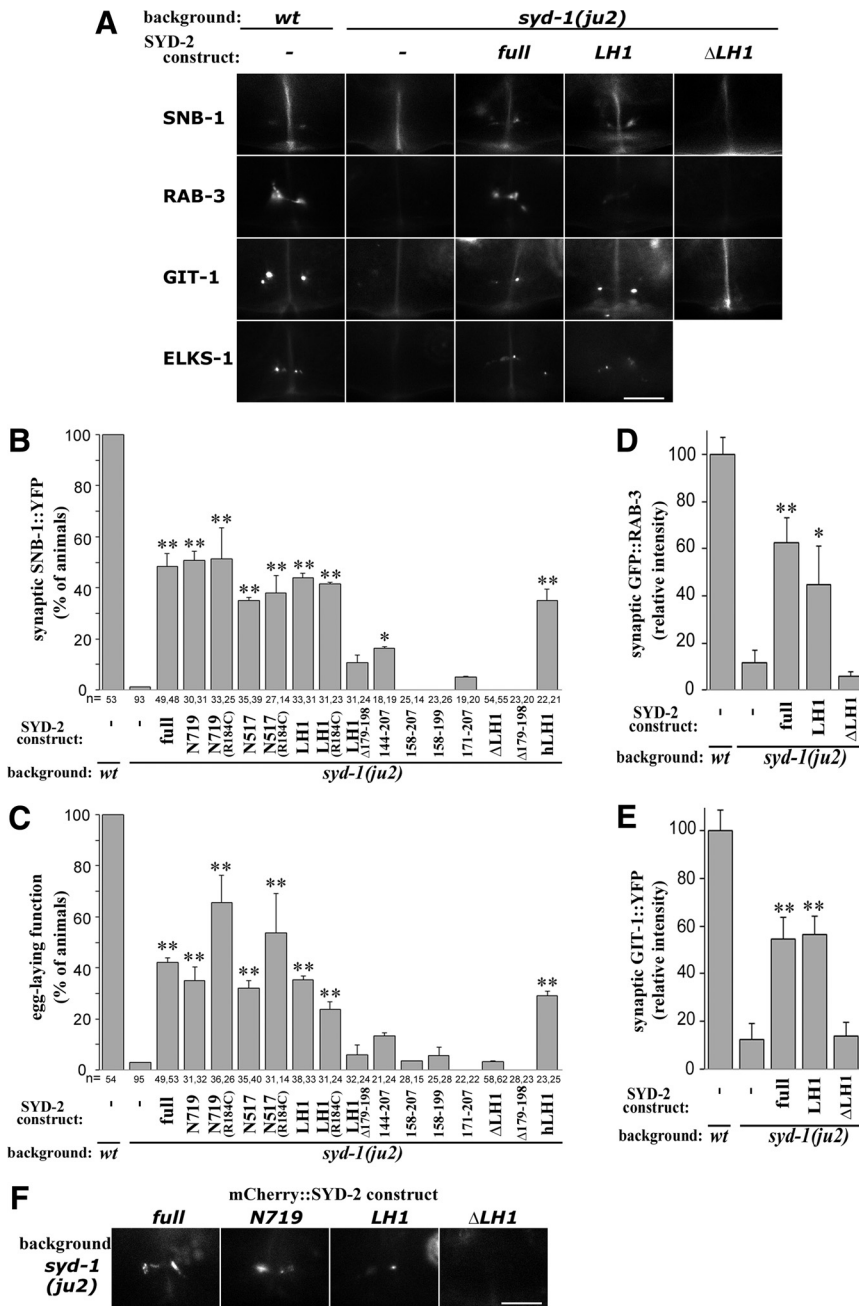 A
background: wt syd-1(ju2)
SYD-2 construct: - - full LH1 ΔLH1
SNB-1
RAB-3
GIT-1
ELKS-1
B
synaptic SNB-1::YFP
(% of animals)
100
80
60
40
20
0
** ** ** ** ** ** ** * **
n= 53 93 49,48 30,31 33,25 35,39 27,14 33,31 31,23 31,24 18,19 25,14 23,26 19,20 54,55 23,20 22,21
SYD-2 construct: - - full N719 N719 (R184C) N517 N517 (R184C) LH1 LH1 (R184C) LH1 Δ179-198 144-207 158-207 158-199 171-207 ΔLH1 Δ179-198 hLH1
background: wt syd-1(ju2)
C
egg-laying function
(% of animals)
100
80
60
40
20
0
** ** ** ** ** ** ** **
n= 54 95 49,53 31,32 36,26 35,40 31,14 38,33 31,24 32,24 21,24 28,15 25,28 22,22 58,62 28,23 23,25
SYD-2 construct: - - full N719 N719 (R184C) N517 N517 (R184C) LH1 LH1 (R184C) LH1 Δ179-198 144-207 158-207 158-199 171-207 ΔLH1 Δ179-198 hLH1
background: wt syd-1(ju2)
D
synaptic GFP::RAB-3
(relative intensity)
100
80
60
40
20
0
** *
SYD-2 construct: - - full LH1 ΔLH1
background: wt syd-1(ju2)
E
synaptic GIT-1::YFP
(relative intensity)
100
80
60
40
20
0
** **
SYD-2 construct: - - full LH1 ΔLH1
background: wt syd-1(ju2)
F
mCherry::SYD-2 construct
full N719 LH1 ΔLH1
background
syd-1
(ju2)